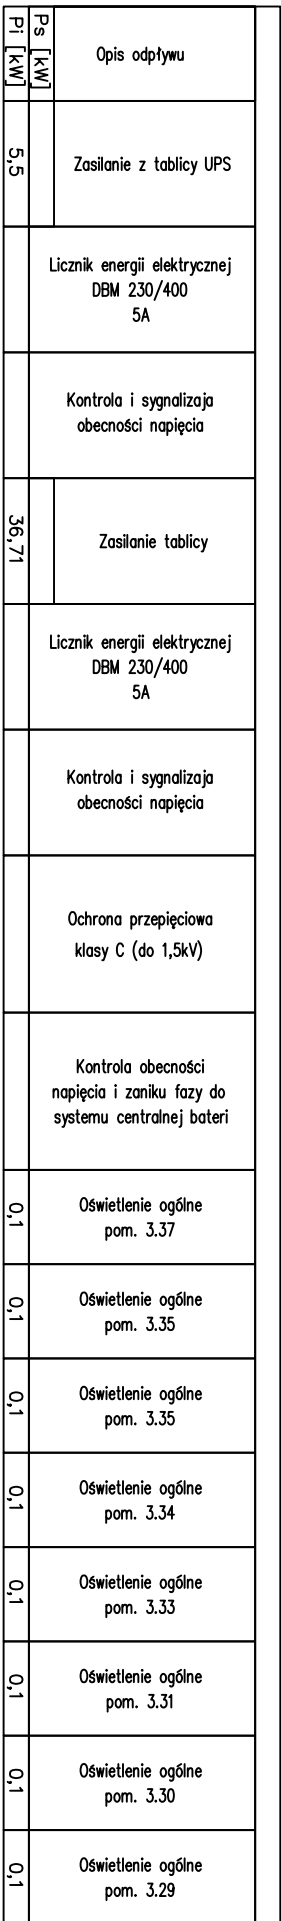 Opis odpływu
Ps [kW]
Pi [kW]
Zasilanie z tablicy UPS
5,5
Licznik energii elektrycznej
DBM 230/400
5A
Kontrola i sygnalizaja
obecności napięcia
Zasilanie tablicy
36,71
Licznik energii elektrycznej
DBM 230/400
5A
Kontrola i sygnalizaja
obecności napięcia
Ochrona przepięciowa
klasy C (do 1,5kV)
Kontrola obecności
napięcia i zaniku fazy do
systemu centralnej bateri
Oświetlenie ogólne
pom. 3.37
0,1
Oświetlenie ogólne
pom. 3.35
0,1
Oświetlenie ogólne
pom. 3.35
0,1
Oświetlenie ogólne
pom. 3.34
0,1
Oświetlenie ogólne
pom. 3.33
0,1
Oświetlenie ogólne
pom. 3.31
0,1
Oświetlenie ogólne
pom. 3.30
0,1
Oświetlenie ogólne
pom. 3.29
0,1